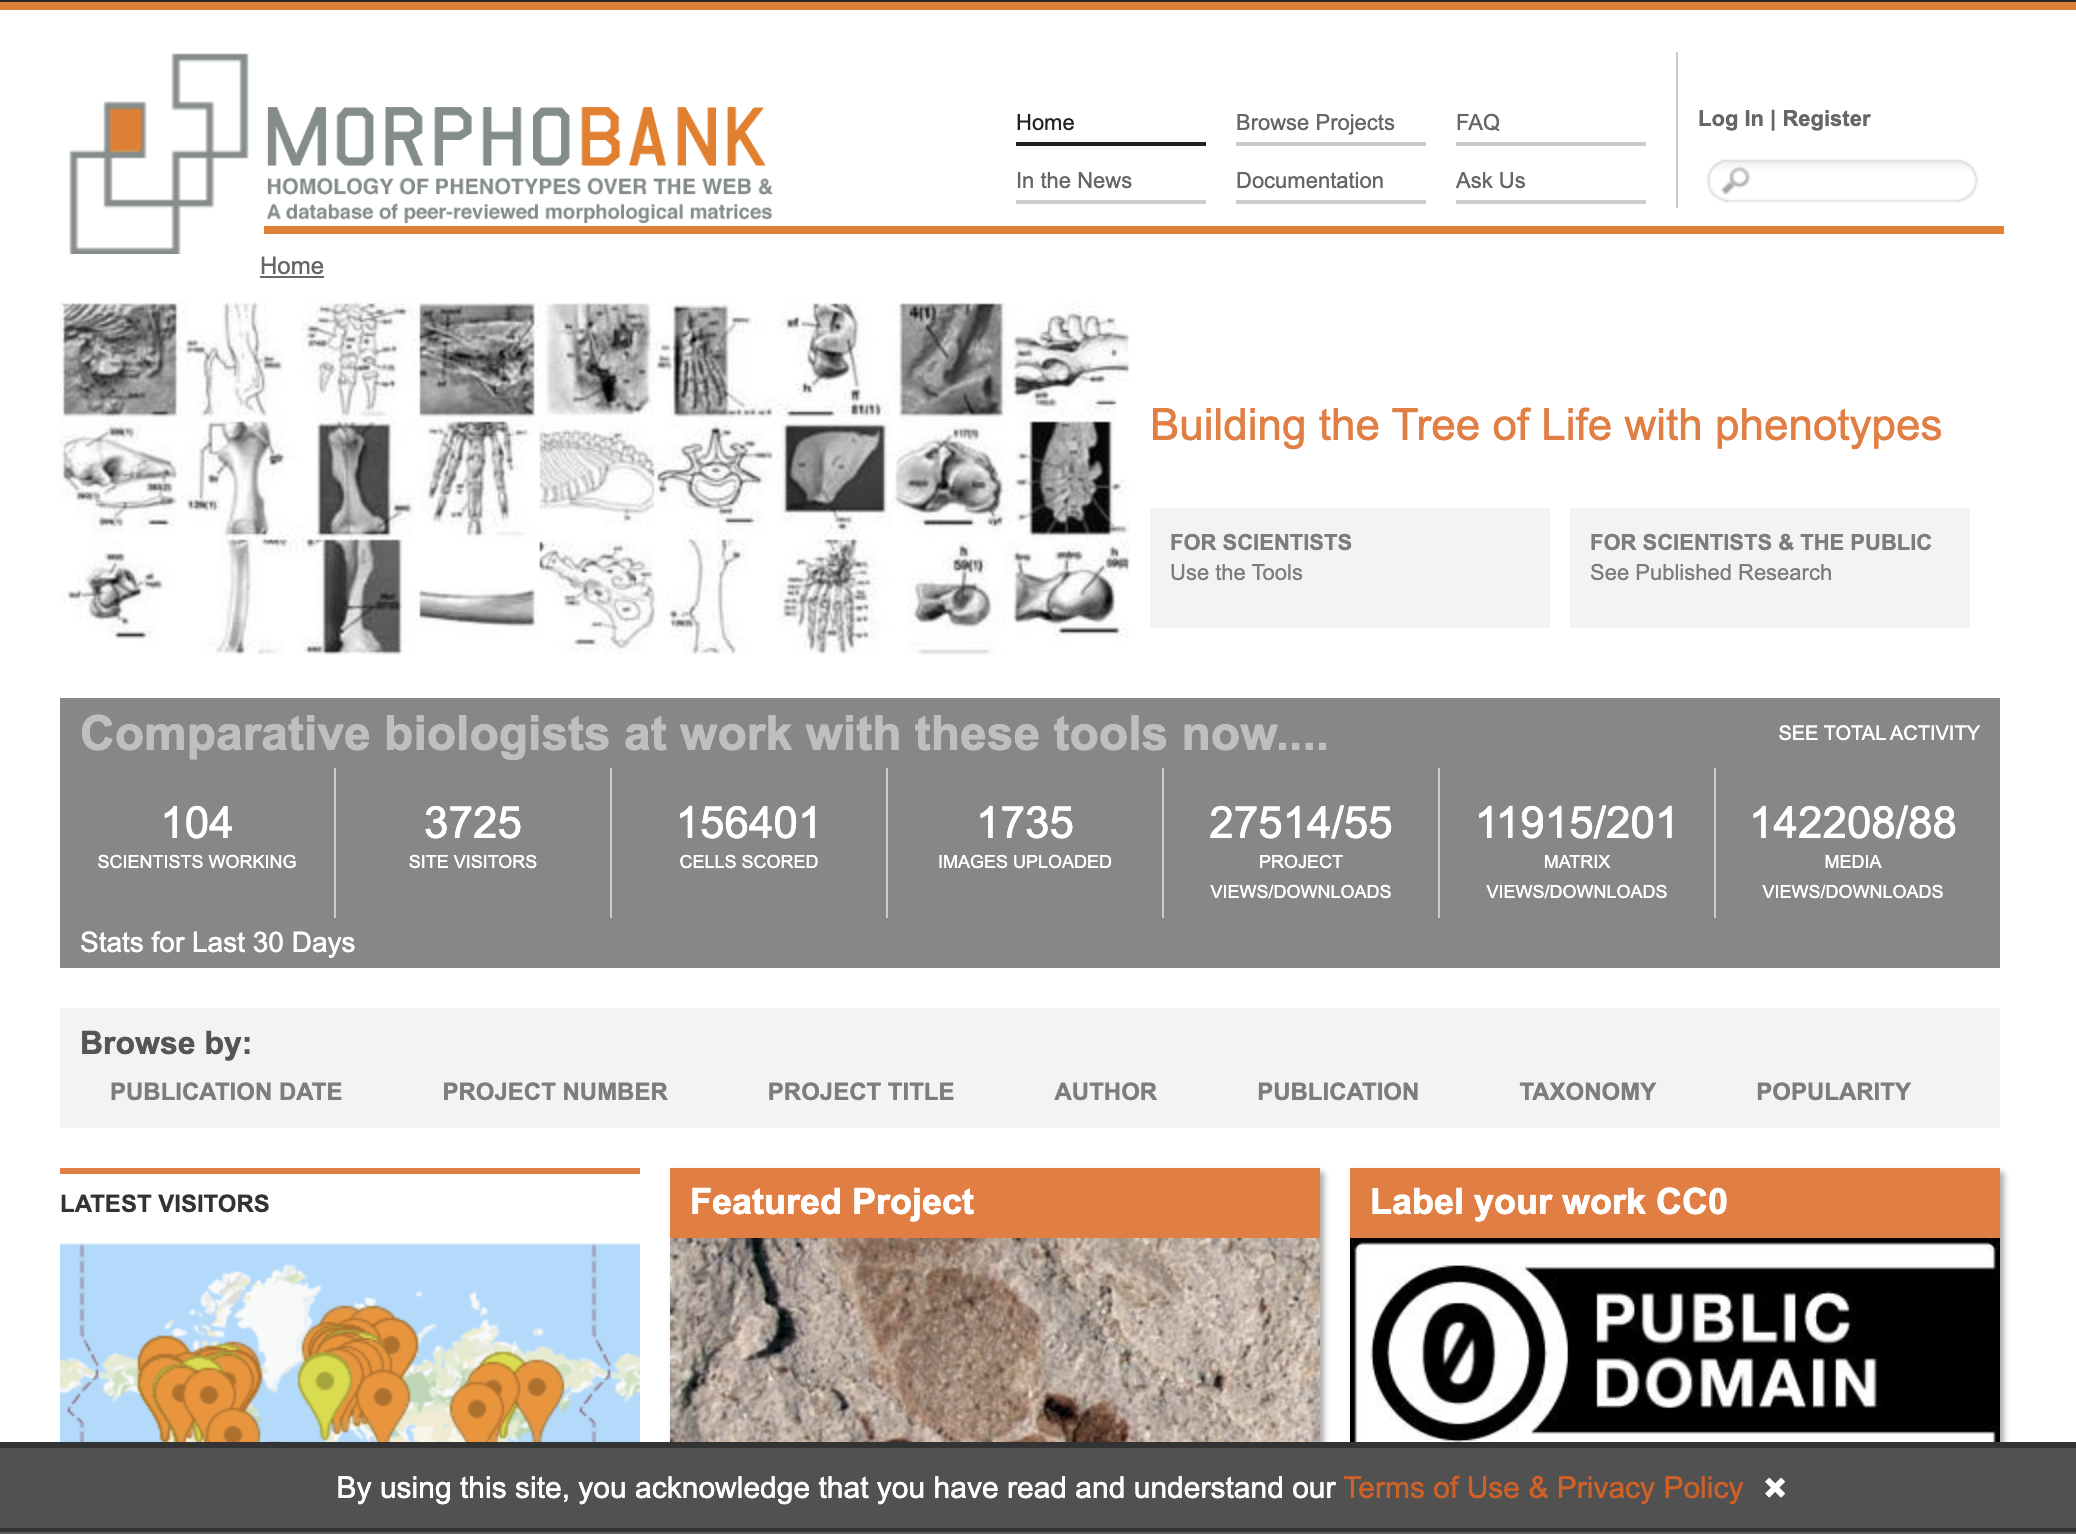 MORPHOBANK
HOMOLOGY OF PHENOTYPES OVER THE WEB &
A database of peer-reviewed morphological matrices
Home
Browse Projects
FAQ
In the News
Documentation
Ask Us
Log In | Register
Home
4(1)
Building the Tree of Life with phenotypes
FOR SCIENTISTS
Use the Tools
FOR SCIENTISTS & THE PUBLIC
See Published Research
Comparative biologists at work with these tools now....
SEE TOTAL ACTIVITY
104
SCIENTISTS WORKING
3725
SITE VISITORS
156401
CELLS SCORED
1735
IMAGES UPLOADED
27514/55
PROJECT
VIEWS/DOWNLOADS
11915/201
MATRIX
VIEWS/DOWNLOADS
142208/88
MEDIA
VIEWS/DOWNLOADS
Stats for Last 30 Days
Browse by:
PUBLICATION DATE
PROJECT NUMBER
PROJECT TITLE
AUTHOR
PUBLICATION
TAXONOMY
POPULARITY
LATEST VISITORS
Featured Project
Label your work CC0
0
PUBLIC
DOMAIN
By using this site, you acknowledge that you have read and understand our Terms of Use & Privacy Policy